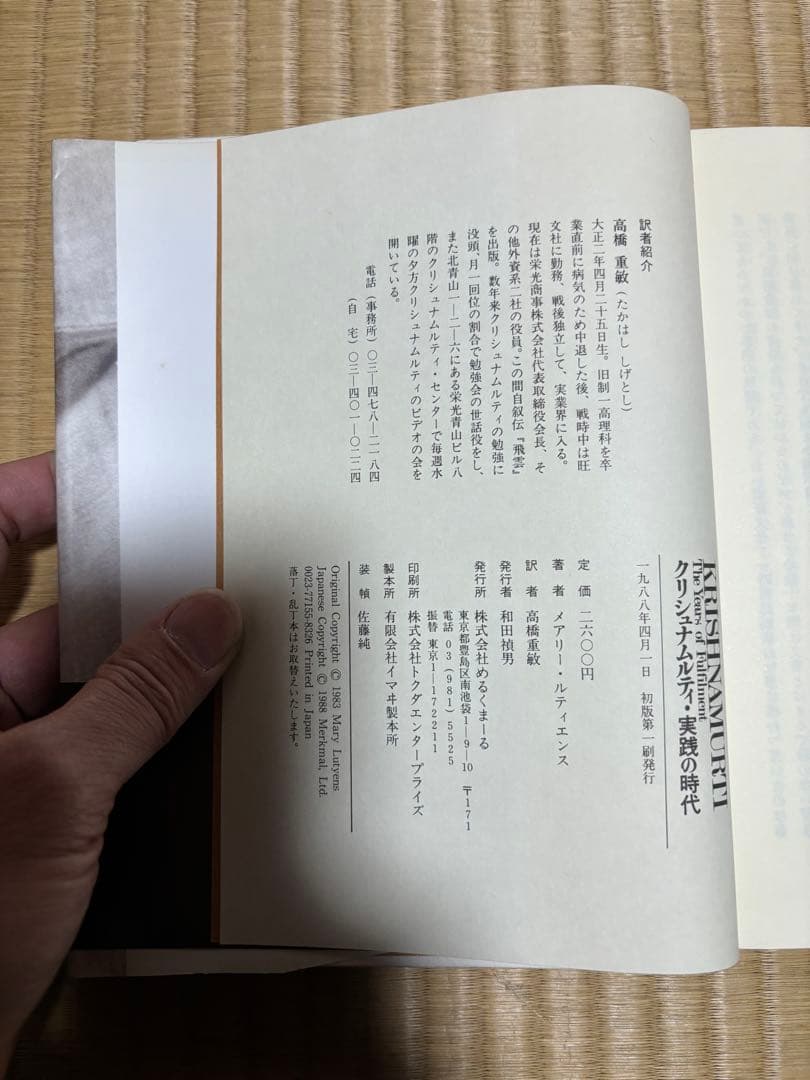 訳者紹介
高橋 重敏（たかはし しげとし）
大正二年四月二十五日生。旧制一高理科を卒
業直前に病気のため中退した後、戦時中は旺
文社に勤務、戦後独立して、実業界に入る。
現在は栄光商事株式会社代表取締役会長、そ
の他外資系二社の役員。この間自叙伝『飛雲』
を出版。数年来クリシュナムルティの勉強に
没頭、月一回位の割合で勉強会の世話役をし、
また北青山一―二―六にある栄光青山ビル八
階のクリシュナムルティ・センターで毎週水
曜の夕方クリシュナムルティのビデオの会を
開いている。
電話（事務所）〇三―四七八―二一八四
（自 宅）〇三―四〇一―〇二二四
KRISHNAMURTI
The Years of Fulfilment
クリシュナムルティ・実践の時代
一九八八年四月一日 初版第一刷発行
定 価 二六〇〇円
著 者 メアリー・ルティエンス
訳 者 高橋重敏
発行者 和田禎男
発行所 株式会社めるくまーる
東京都豊島区南池袋1―9―10 〒171
電話 03(981)5525
振替 東京1―172211
印刷所 株式会社トクダエンタープライズ
製本所 有限会社イマヰ製本所
装 幀 佐藤純
Original Copyright © 1983 Mary Lutyens
Japanese Copyright © 1988 Merkmal, Ltd.
0023-77155-8326 Printed in Japan
落丁・乱丁本はお取替えいたします。